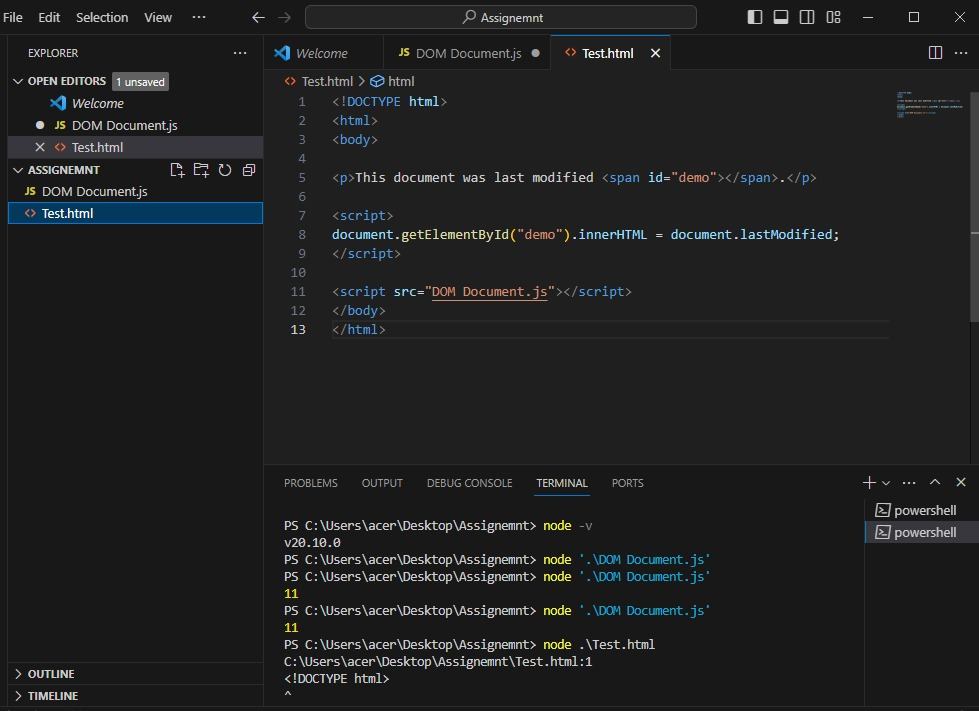 File Edit Selection View ... Assignemnt
EXPLORER ...
OPEN EDITORS 1 unsaved
Welcome
JS DOM Document.js
<> Test.html
ASSIGNEMNT
JS DOM Document.js
<> Test.html
OUTLINE
TIMELINE
Welcome JS DOM Document.js <> Test.html
<> Test.html > html
1 <!DOCTYPE html>
2 <html>
3 <body>
4
5 <p>This document was last modified <span id="demo"></span>.</p>
6
7 <script>
8 document.getElementById("demo").innerHTML = document.lastModified;
9 </script>
10
11 <script src="DOM Document.js"></script>
12 </body>
13 </html>
PROBLEMS OUTPUT DEBUG CONSOLE TERMINAL PORTS
PS C:\Users\acer\Desktop\Assignemnt> node -v
v20.10.0
PS C:\Users\acer\Desktop\Assignemnt> node '.\DOM Document.js'
PS C:\Users\acer\Desktop\Assignemnt> node '.\DOM Document.js'
11
PS C:\Users\acer\Desktop\Assignemnt> node '.\DOM Document.js'
11
PS C:\Users\acer\Desktop\Assignemnt> node .\Test.html
C:\Users\acer\Desktop\Assignemnt\Test.html:1
<!DOCTYPE html>
^
powershell
powershell